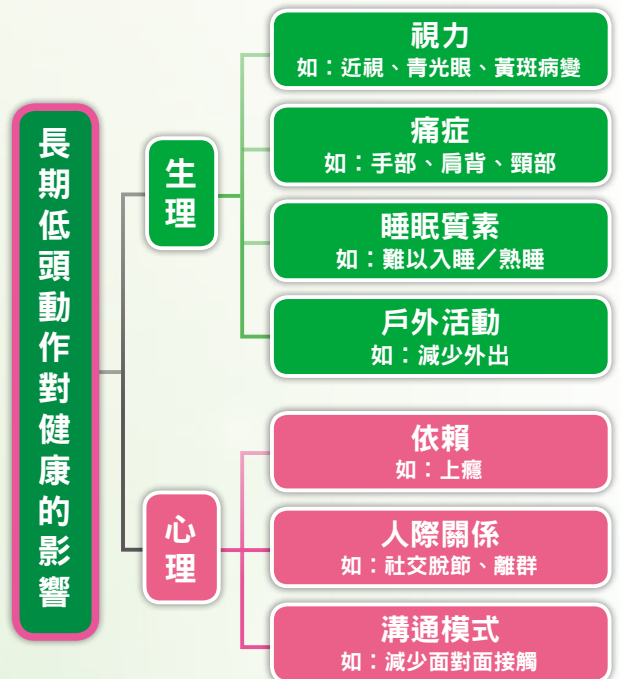 長期低頭動作對健康的影響
生理
視力
如：近視、青光眼、黃斑病變
痛症
如：手部、肩背、頸部
睡眠質素
如：難以入睡／熟睡
戶外活動
如：減少外出
心理
依賴
如：上癮
人際關係
如：社交脫節、離群
溝通模式
如：減少面對面接觸